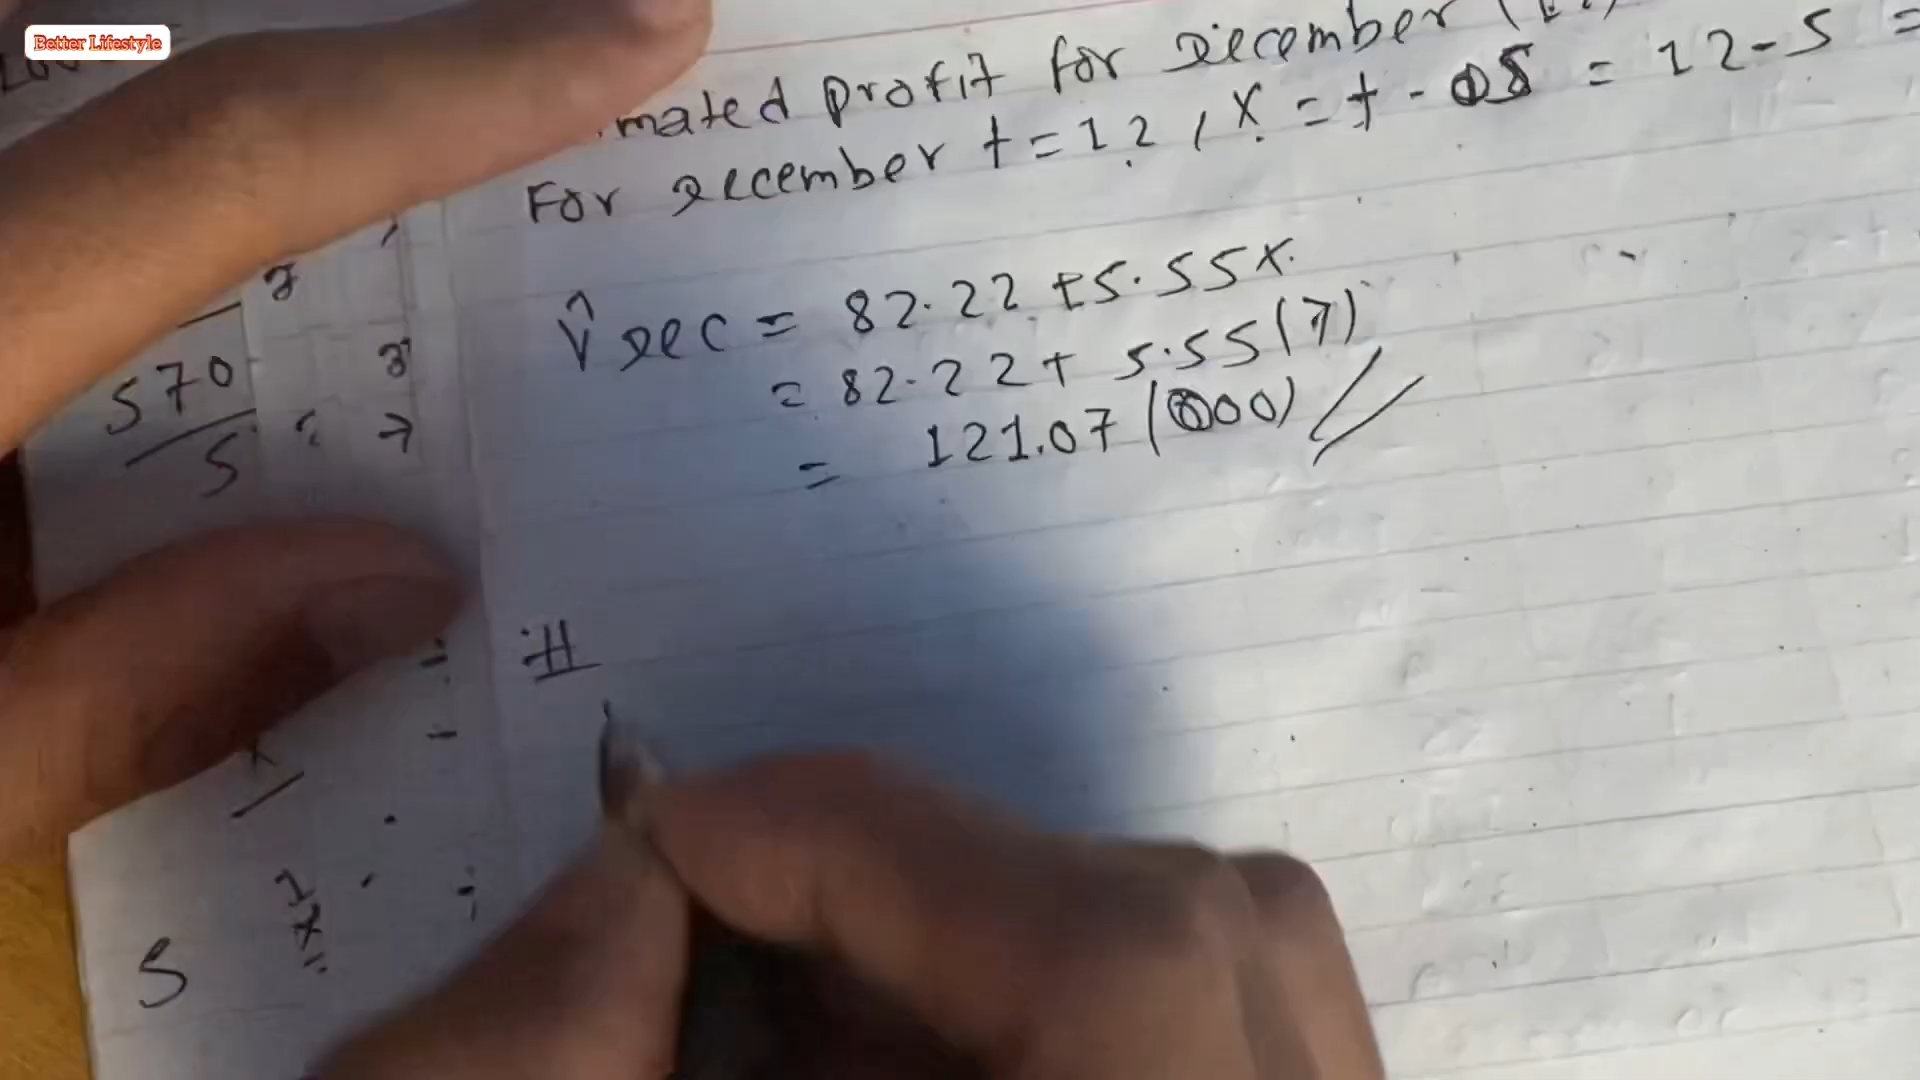 Better Lifestyle
mated profit for december
For december t=12, x = t - 05 = 12-5 =
Ŷ dec = 82.22 +5.55x.
= 82.22 + 5.55(7)
= 121.07 (000)
570
5
#
5